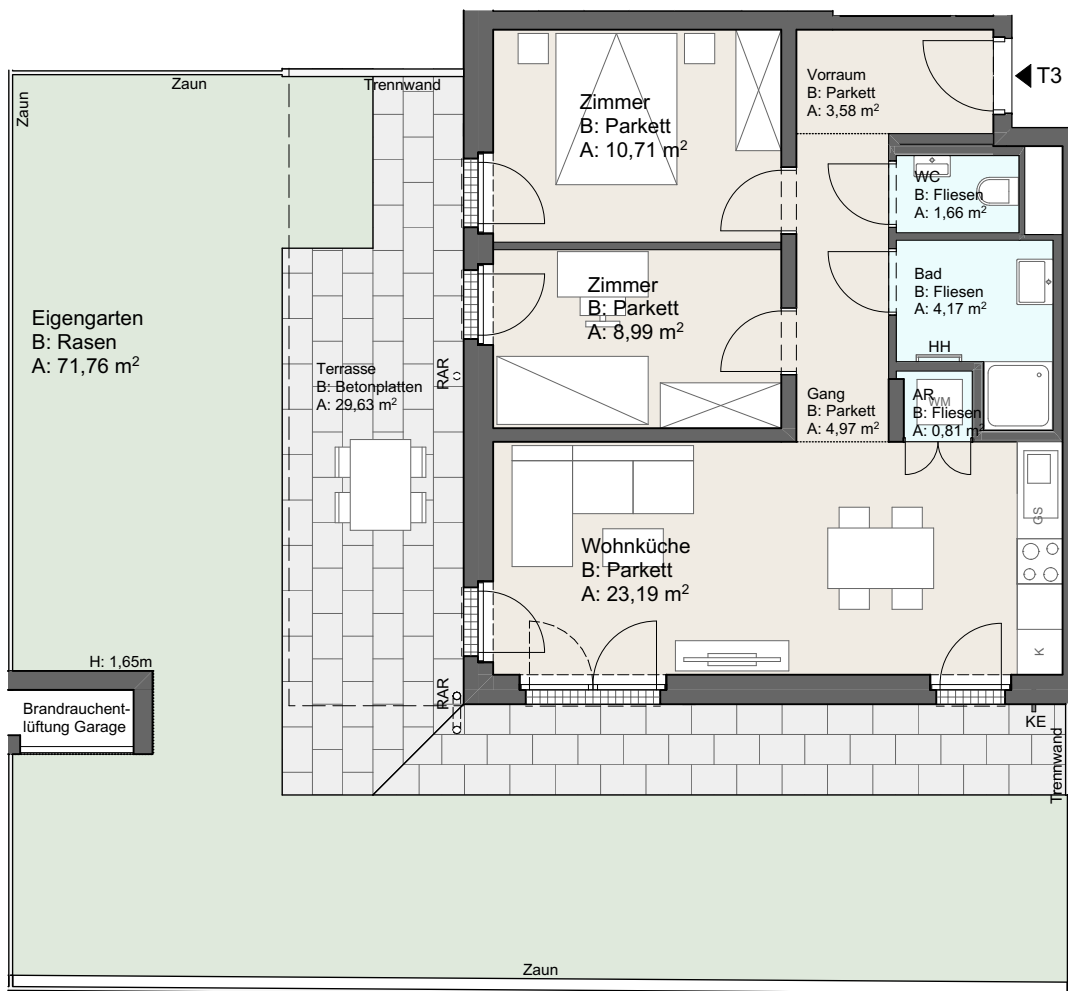 Zaun
Zaun
Trennwand
Zimmer
B: Parkett
A: 10,71 m²
Vorraum
B: Parkett
A: 3,58 m²
T3
WC
B: Fliesen
A: 1,66 m²
Eigengarten
B: Rasen
A: 71,76 m²
Terrasse
B: Betonplatten
A: 29,63 m²
RAR
Zimmer
B: Parkett
A: 8,99 m²
Bad
B: Fliesen
A: 4,17 m²
HH
Gang
B: Parkett
A: 4,97 m²
AR
B: Fliesen
A: 0,81 m²
WM
GS
Wohnküche
B: Parkett
A: 23,19 m²
K
H: 1,65m
Brandrauchent-
lüftung Garage
RAR
KE
Trennwand
Zaun